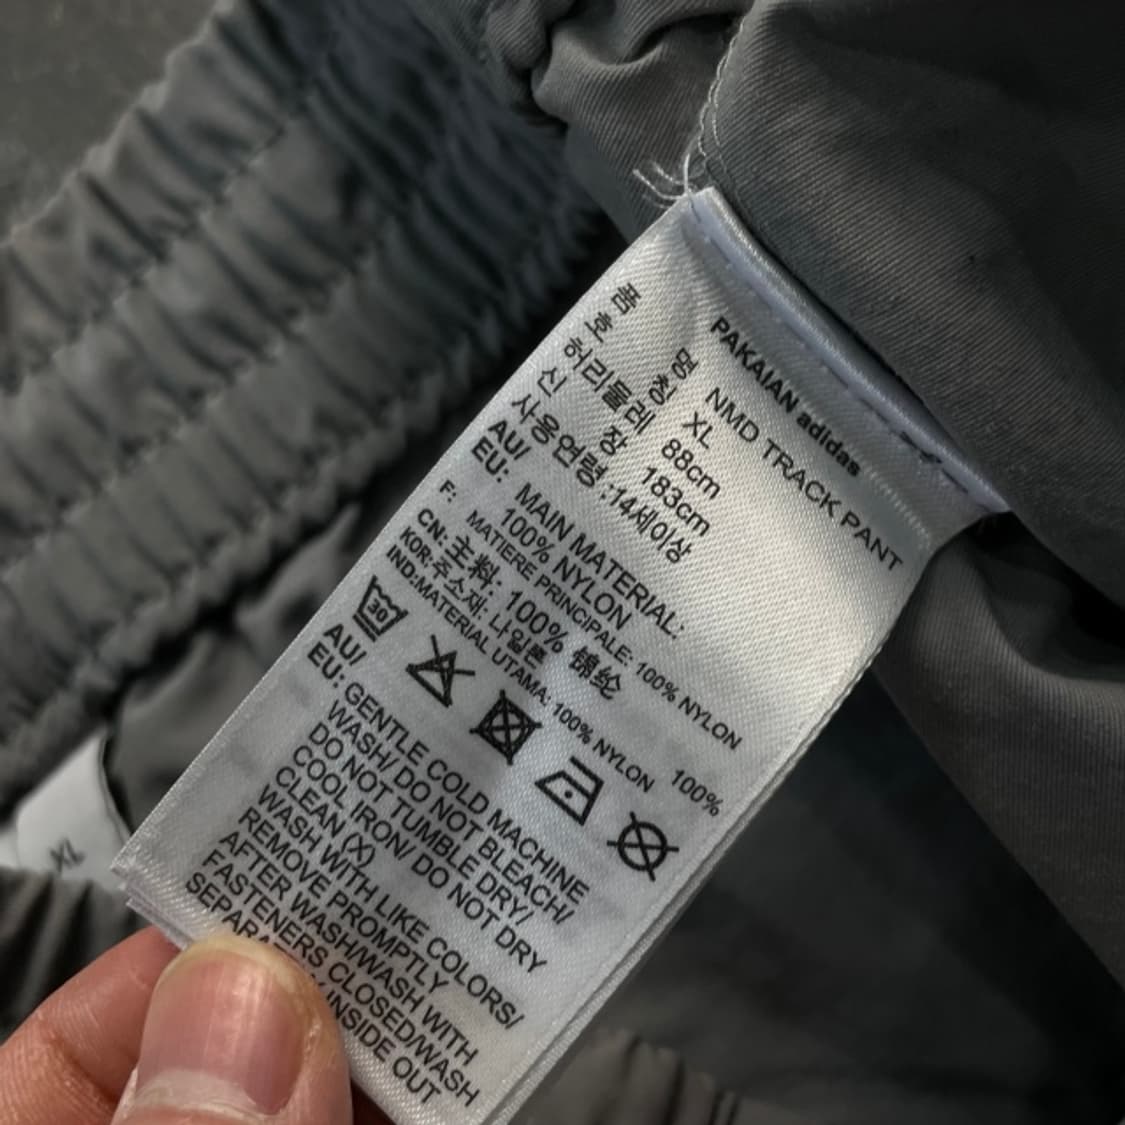 PAKAIAN adidas
품 명 NMD TRACK PANT
호 칭 XL
허리둘레 88cm
신 장 183cm
사용연령 :14세이상
AU/
EU: MAIN MATERIAL:
100% NYLON
F: MATIERE PRINCIPALE: 100% NYLON
CN: 主料: 100% 锦纶
KOR:주소재: 나일론 100%
IND:MATERIAL UTAMA: 100% NYLON
30
AU/
EU: GENTLE COLD MACHINE
WASH/ DO NOT BLEACH/
DO NOT TUMBLE DRY/
COOL IRON/ DO NOT DRY
CLEAN (X)
WASH WITH LIKE COLORS/
REMOVE PROMPTLY
AFTER WASH/WASH WITH
FASTENERS CLOSED/WASH
INSIDE OUT
XL